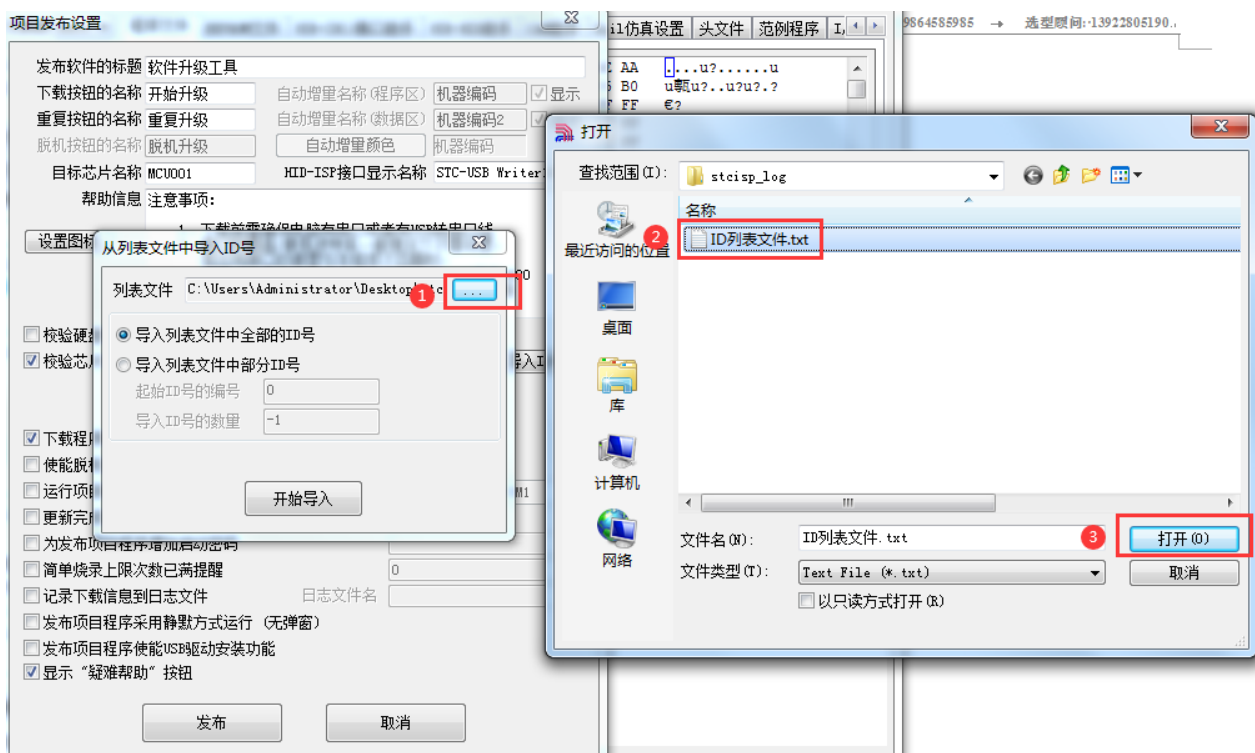 项目发布设置
il仿真设置 头文件 范例程序 I,
9864585985 → 选型顾问:-13922805190.
发布软件的标题 软件升级工具
下载按钮的名称 开始升级 自动增量名称(程序区) 机器编码 显示
重复按钮的名称 重复升级 自动增量名称(数据区) 机器编码2
脱机按钮的名称 脱机升级 自动增量颜色 机器编码
目标芯片名称 MCU001 HID-ISP接口显示名称 STC-USB Writer
帮助信息 注意事项:
设置图标
AA ....u?......u
B0 u甄u?..u?u?.?
FF €?
从列表文件中导入ID号
列表文件 C:\Users\Administrator\Desktop\ ...
1
导入列表文件中全部的ID号
导入列表文件中部分ID号
起始ID号的编号 0
导入ID号的数量 -1
开始导入
校验硬盘
校验芯片
下载程序
使能脱机
运行项目
更新完成
为发布项目程序增加启动密码
简单烧录上限次数已满提醒 0
记录下载信息到日志文件 日志文件名
发布项目程序采用静默方式运行 (无弹窗)
发布项目程序使能USB驱动安装功能
显示 "疑难帮助" 按钮
发布 取消
打开
查找范围(I): stcisp_log
名称
2
ID列表文件.txt
最近访问的位置
桌面
库
计算机
网络
文件名(N): ID列表文件.txt 3 打开(O)
文件类型(T): Text File (*.txt) 取消
以只读方式打开(R)